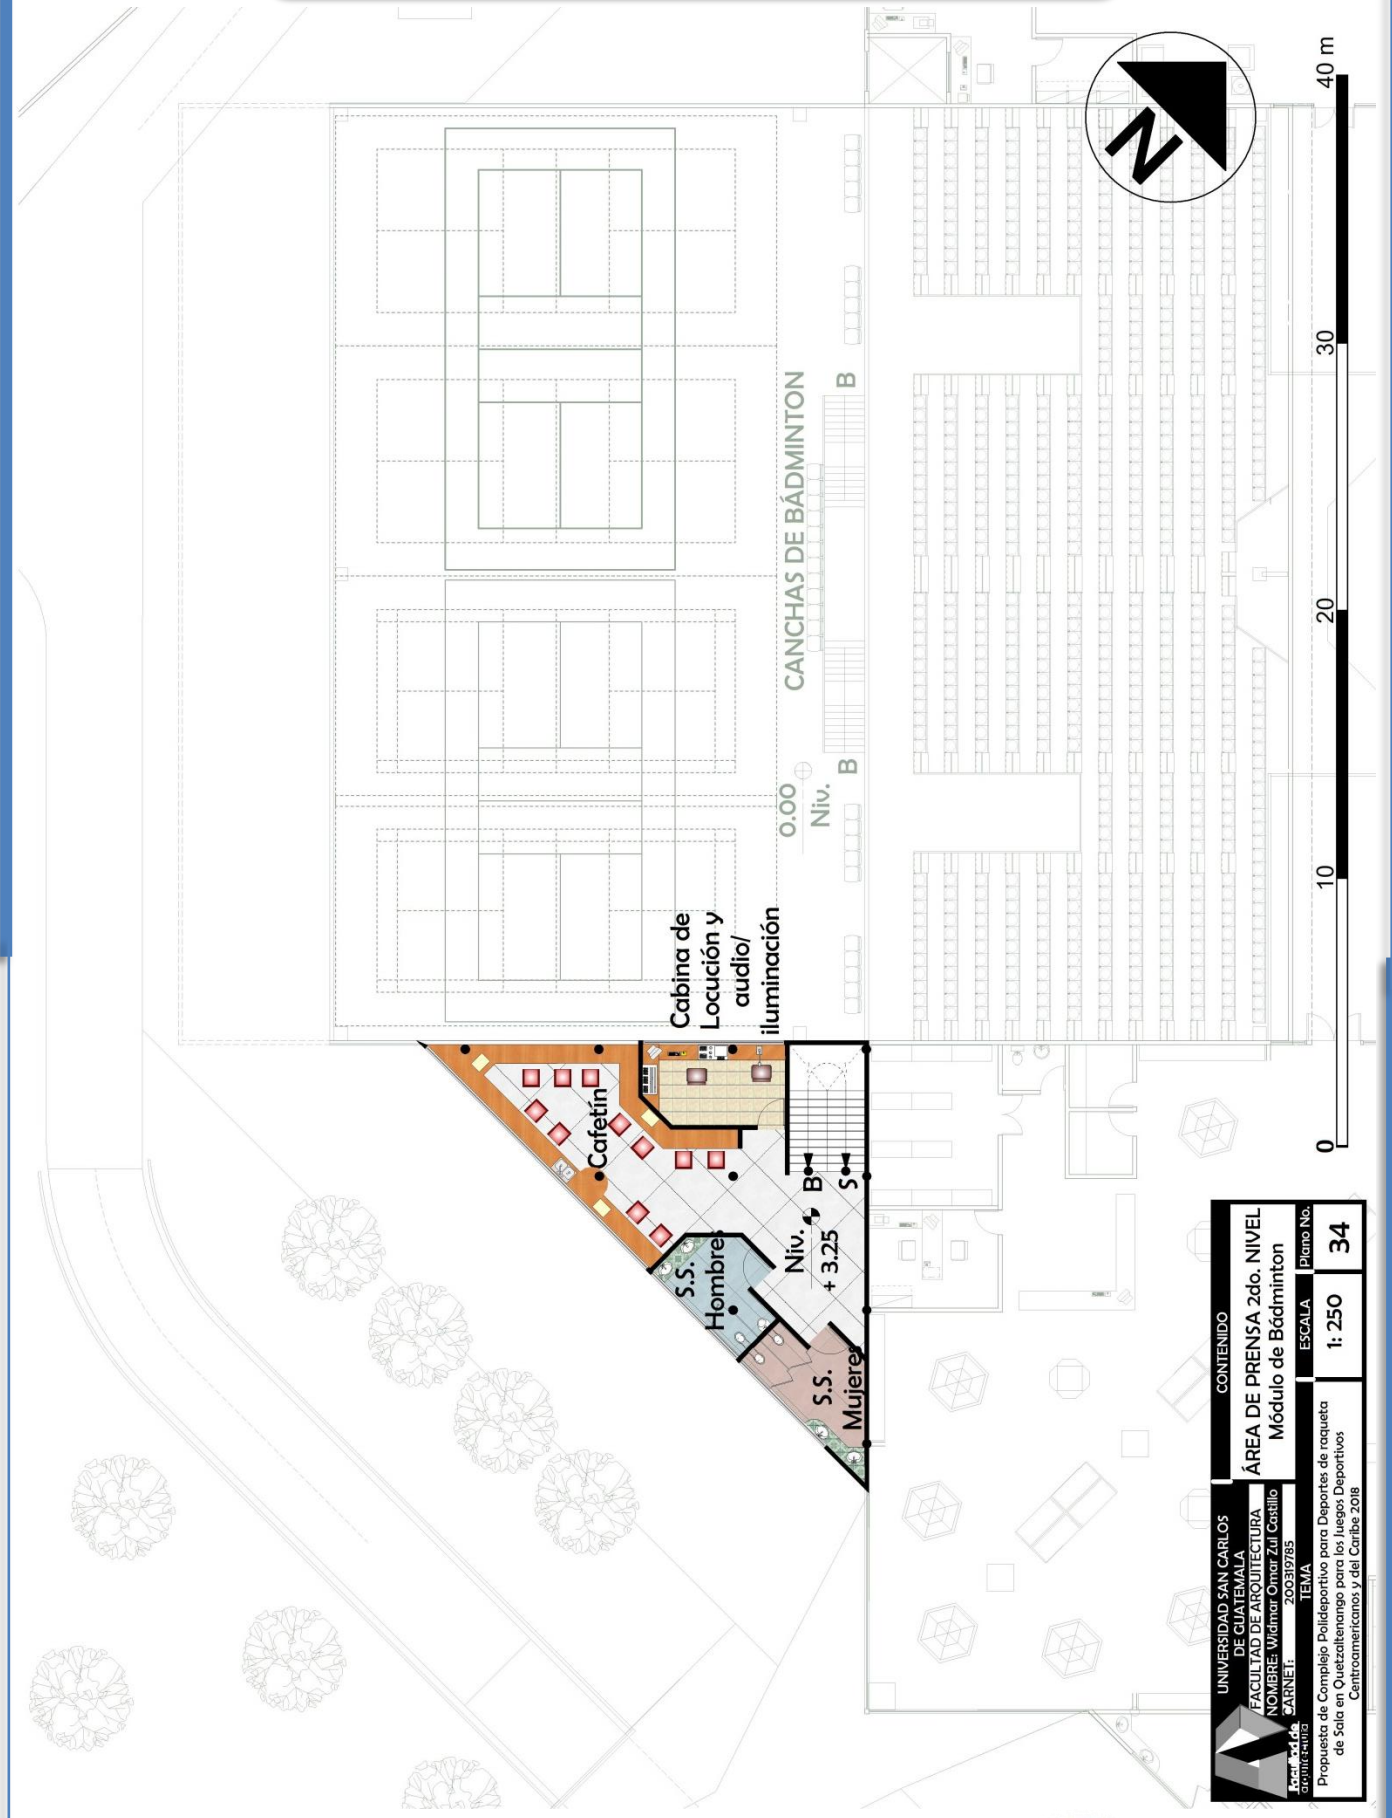 CANCHAS DE BÁDMINTON
B
B
0.00
Niv.
Cabina de
Locución y
audio/
iluminación
Cafetín
S.S.
Hombres
S.S.
Mujeres
Niv.
+ 3.25
B
S
N
0
10
20
30
40 m
UNIVERSIDAD SAN CARLOS
DE GUATEMALA
FACULTAD DE ARQUITECTURA
NOMBRE: Widmar Omar Zul Castillo
CARNET: 200319785
Facultad de
arquitectura
CONTENIDO
ÁREA DE PRENSA 2do. NIVEL
Módulo de Bádminton
TEMA
Propuesta de Complejo Polideportivo para Deportes de raqueta
de Sala en Quetzaltenango para los Juegos Deportivos
Centroamericanos y del Caribe 2018
ESCALA
1: 250
Plano No.
34